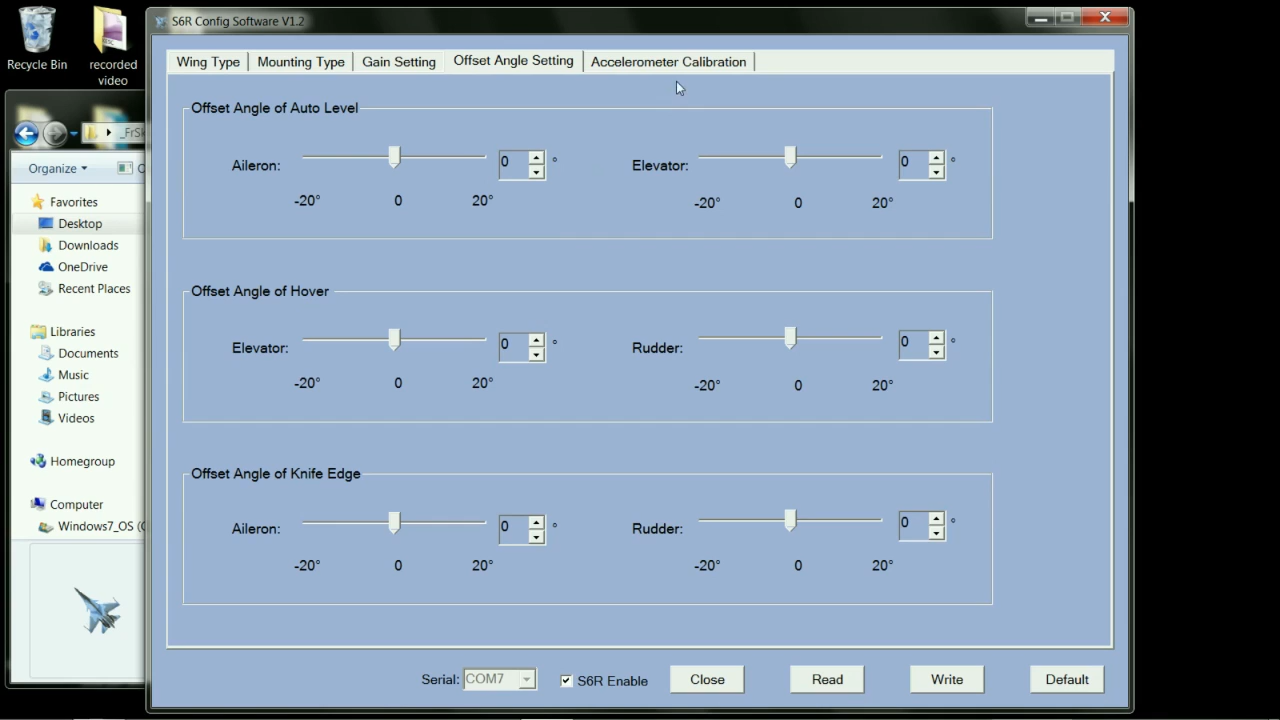 S6R Config Software V1.2
Recycle Bin
recorded
video
Wing Type
Mounting Type
Gain Setting
Offset Angle Setting
Accelerometer Calibration
Organize
Favorites
Desktop
Downloads
OneDrive
Recent Places
Libraries
Documents
Music
Pictures
Videos
Homegroup
Computer
Windows7_OS (
Offset Angle of Auto Level
Aileron:
0
°
-20°
0
20°
Elevator:
0
°
-20°
0
20°
Offset Angle of Hover
Elevator:
0
°
-20°
0
20°
Rudder:
0
°
-20°
0
20°
Offset Angle of Knife Edge
Aileron:
0
°
-20°
0
20°
Rudder:
0
°
-20°
0
20°
Serial:
COM7
S6R Enable
Close
Read
Write
Default